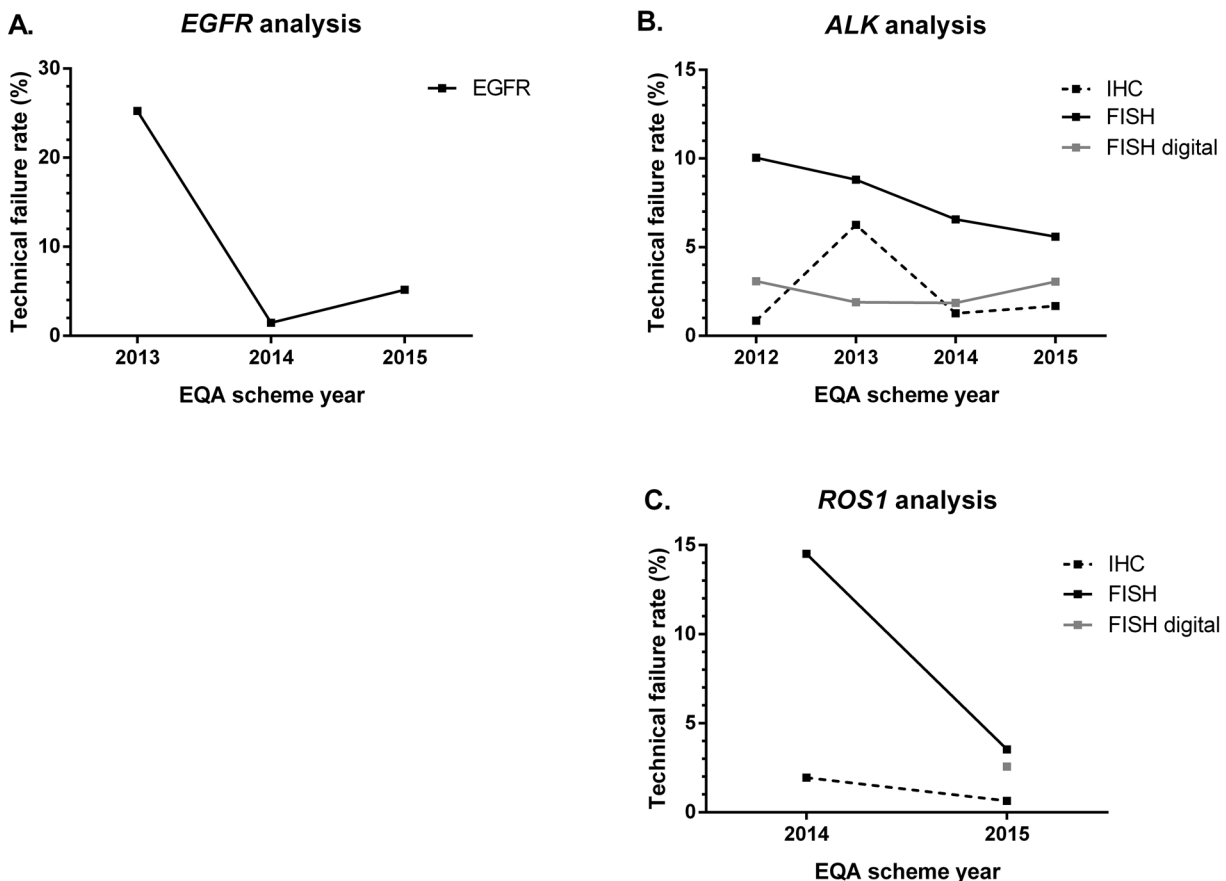 A.
EGFR analysis
Technical failure rate (%)
30
20
10
0
2013
2014
2015
EQA scheme year
EGFR
B.
ALK analysis
Technical failure rate (%)
15
10
5
0
2012
2013
2014
2015
EQA scheme year
IHC
FISH
FISH digital
C.
ROS1 analysis
Technical failure rate (%)
15
10
5
0
2014
2015
EQA scheme year
IHC
FISH
FISH digital